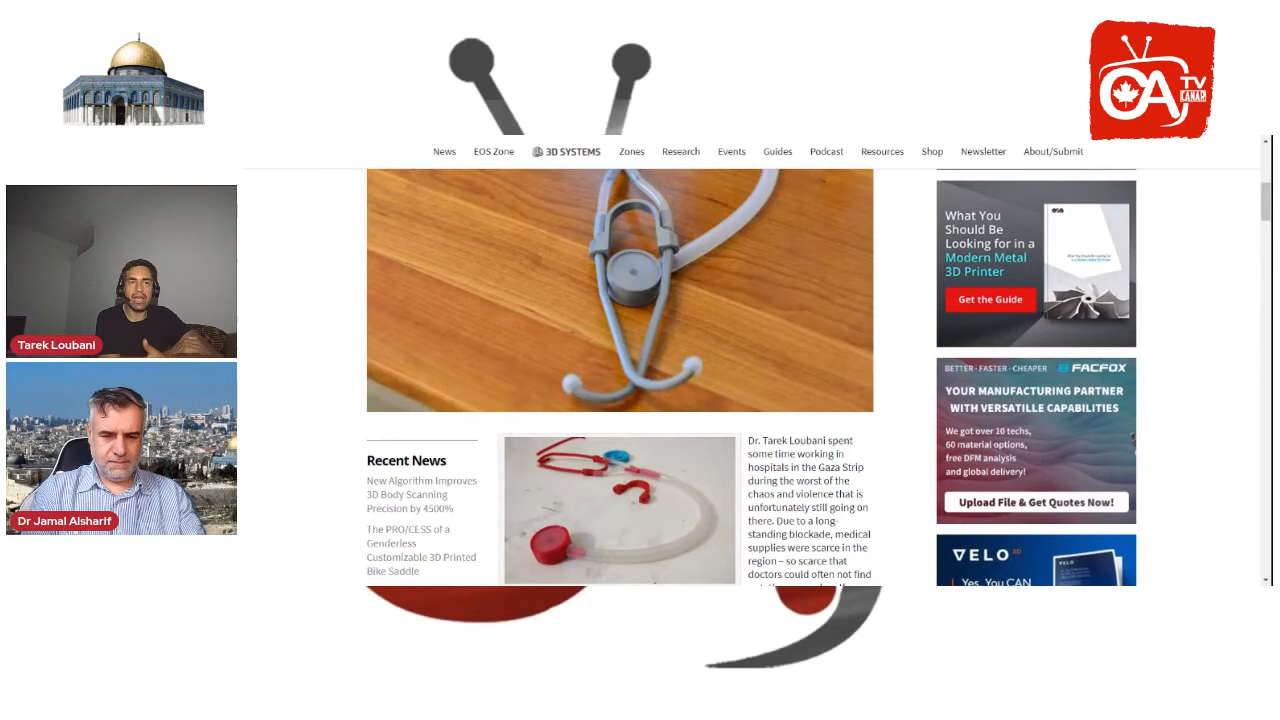 OA TV
CANAR
News EOS Zone 3D SYSTEMS Zones Research Events Guides Podcast Resources Shop Newsletter About/Submit
Tarek Loubani
Dr Jamal Alsharif
Recent News
New Algorithm Improves
3D Body Scanning
Precision by 4500%
The PRO/CESS of a
Genderless
Customizable 3D Printed
Bike Saddle
Dr. Tarek Loubani spent
some time working in
hospitals in the Gaza Strip
during the worst of the
chaos and violence that is
unfortunately still going on
there. Due to a long-
standing blockade, medical
supplies were scarce in the
region – so scarce that
doctors could often not find
What You
Should Be
Looking for in a
Modern Metal
3D Printer
Get the Guide
BETTER · FASTER · CHEAPER FACFOX
YOUR MANUFACTURING PARTNER
WITH VERSATILLE CAPABILITIES
We got over 10 techs,
60 material options,
free DFM analysis
and global delivery!
Upload File & Get Quotes Now!
VELO 3D
Yes, You CAN